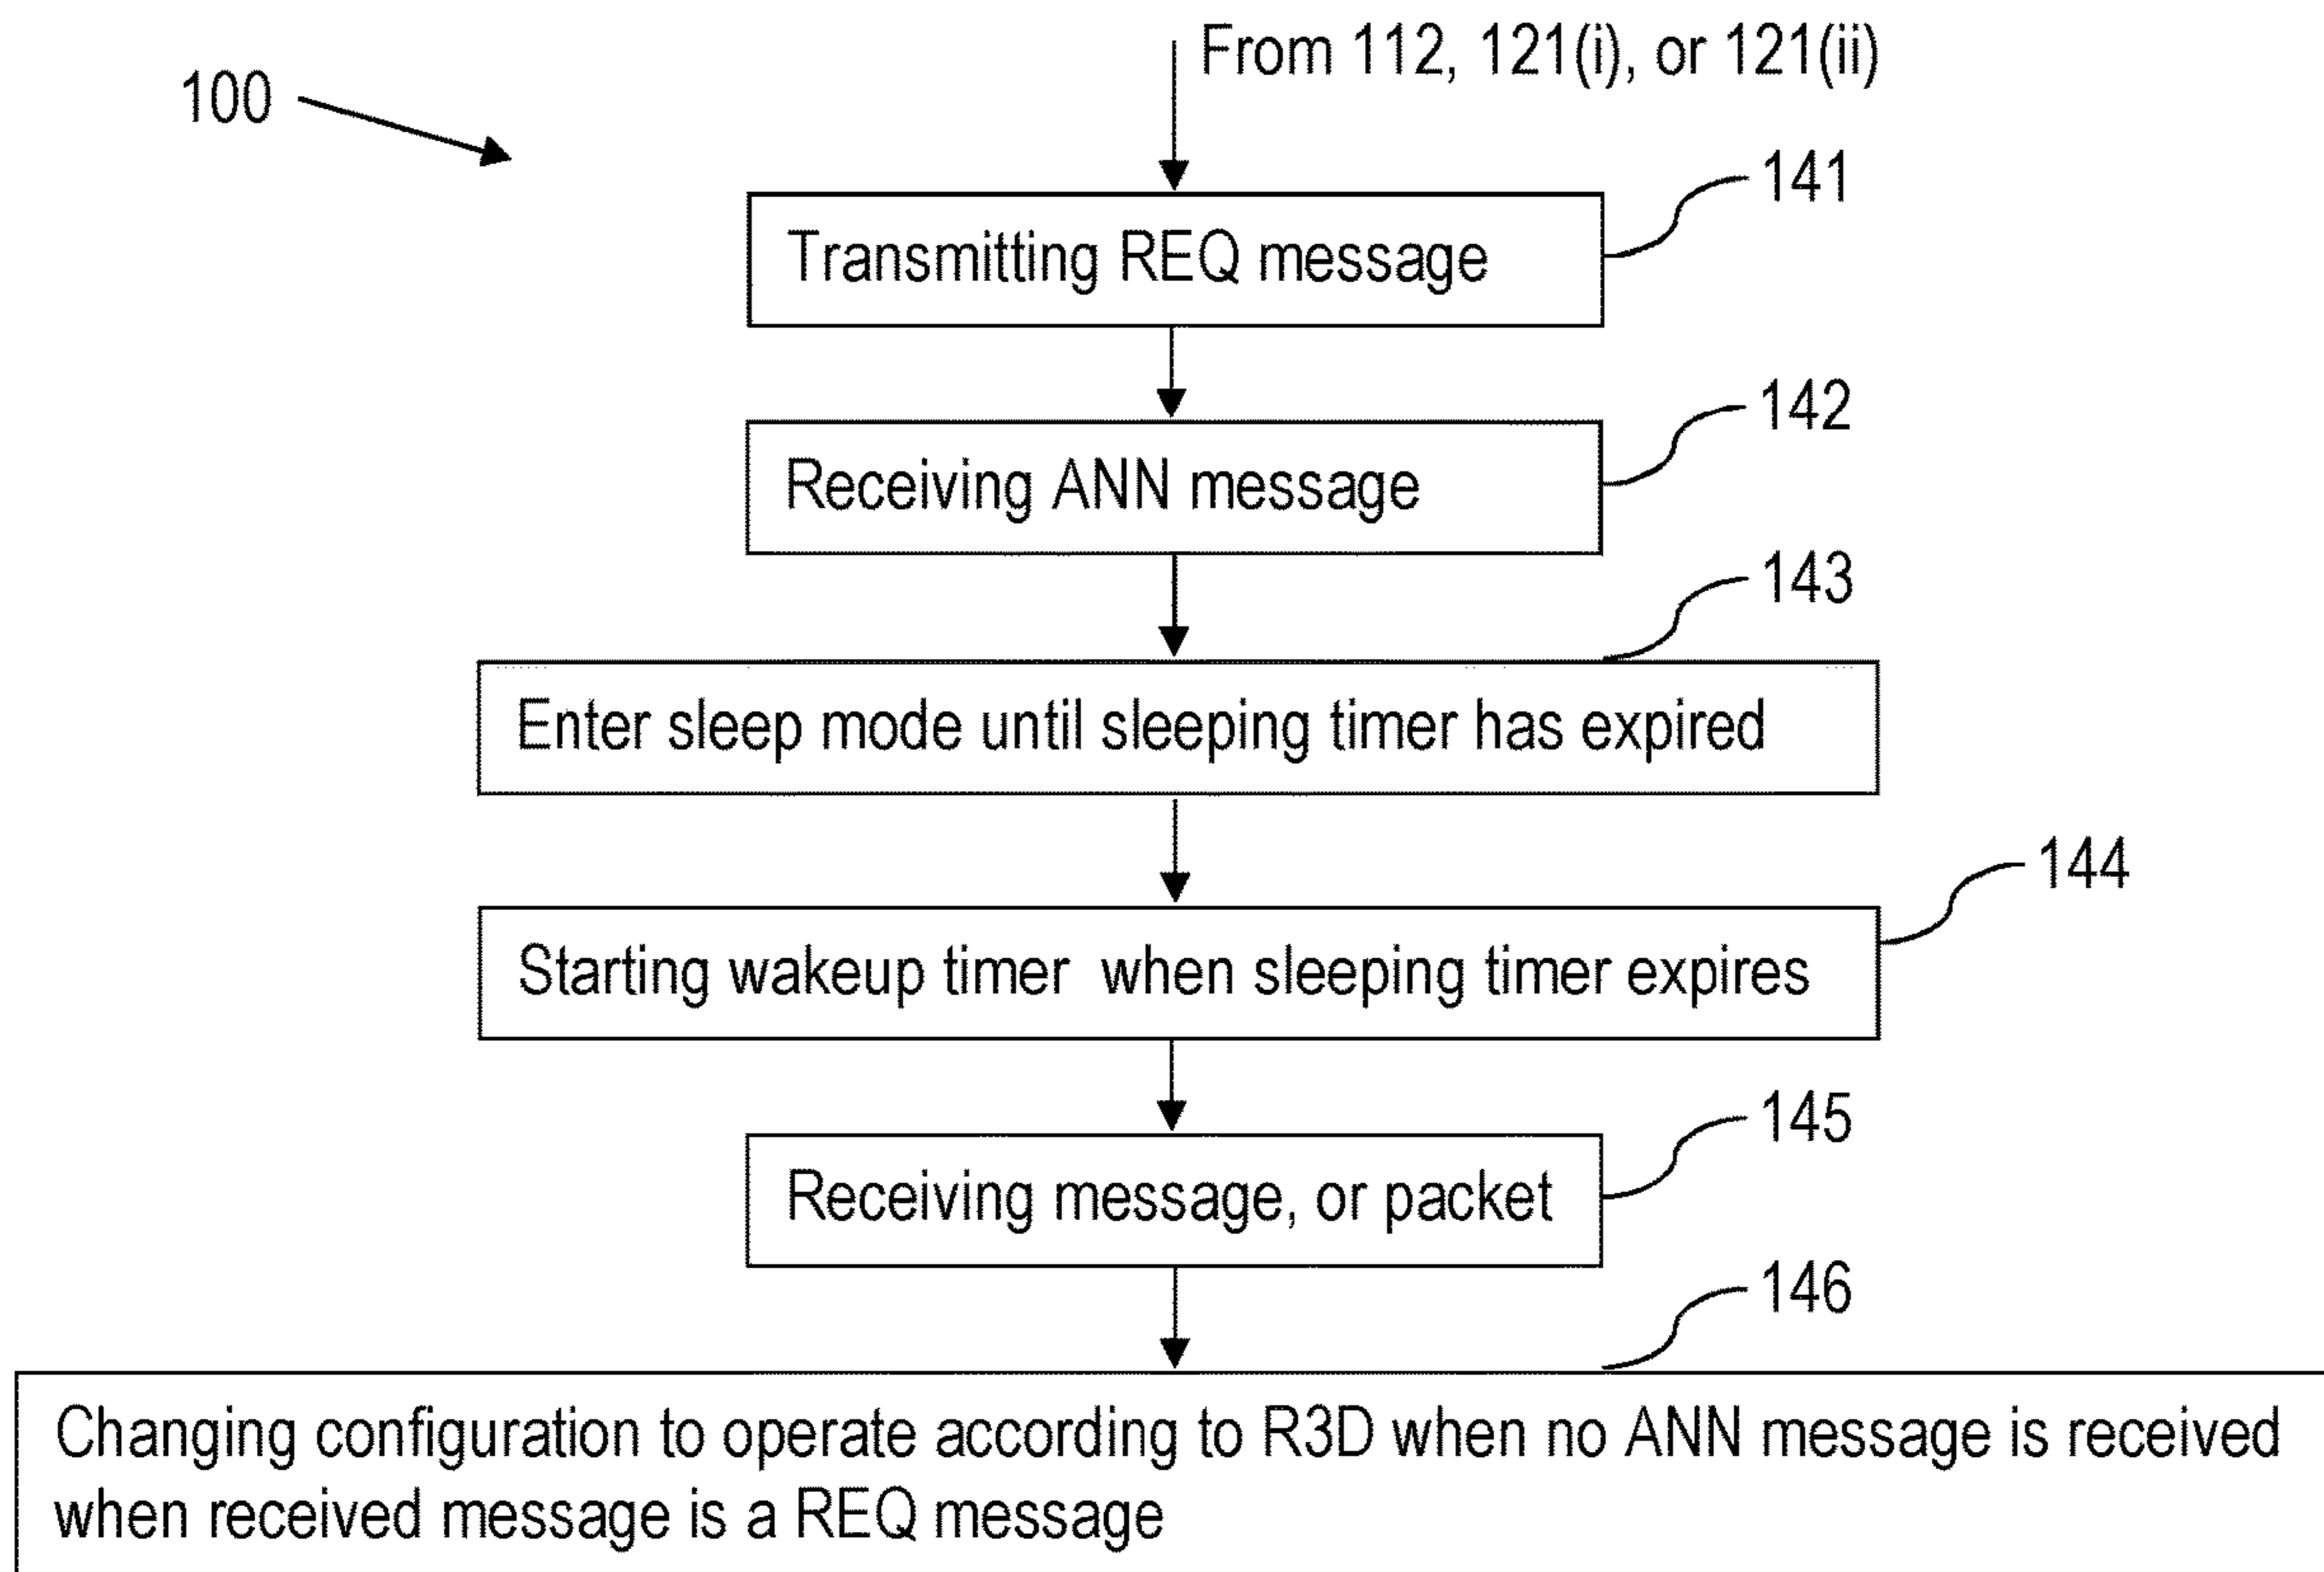 From 112, 121(i), or 121(ii)
100
141
Transmitting REQ message
142
Receiving ANN message
143
Enter sleep mode until sleeping timer has expired
144
Starting wakeup timer when sleeping timer expires
145
Receiving message, or packet
146
Changing configuration to operate according to R3D when no ANN message is received
when received message is a REQ message